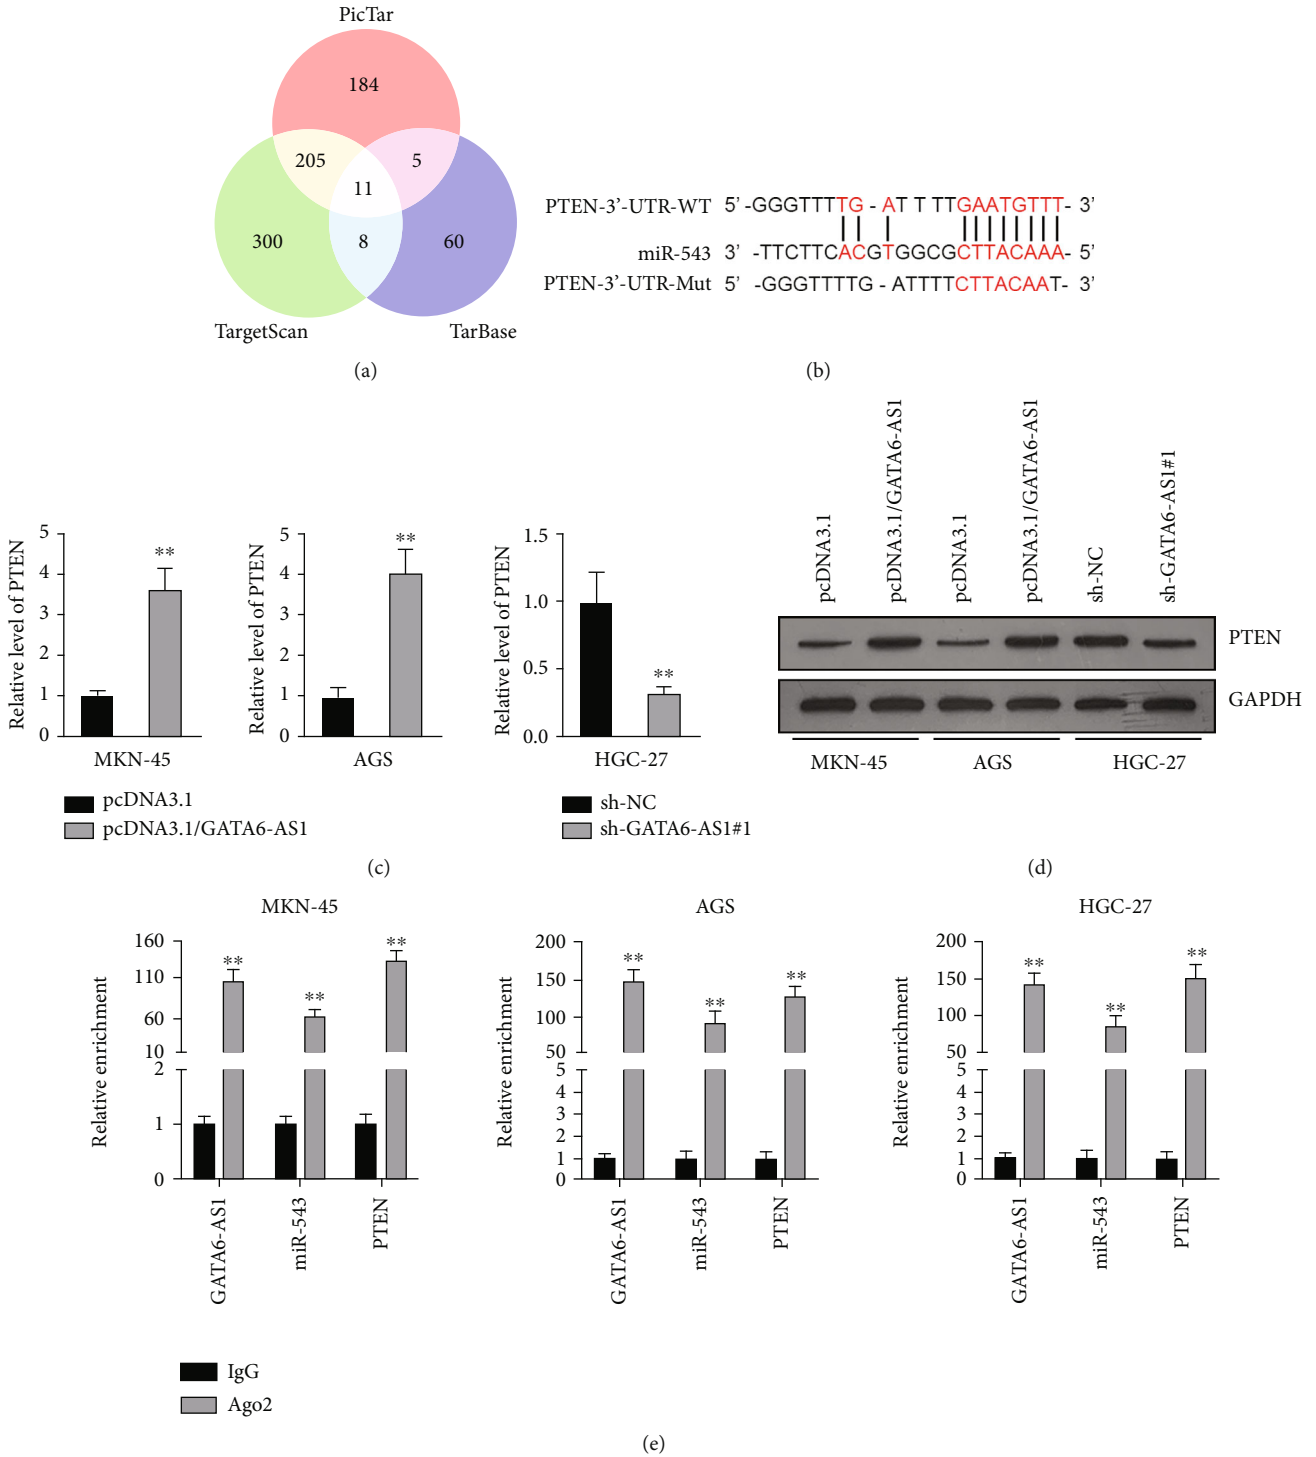 PicTar
184
205
5
11
300
8
60
TargetScan
TarBase
(a)
PTEN-3'-UTR-WT 5' -GGGTTTTG - AT T TTGAATGTTT- 3'
miR-543 3' -TTCTTCACGTGGCGCTTACAAA- 5'
PTEN-3'-UTR-Mut 5' -GGGTTTTG - ATTTTCTTACAAT- 3'
(b)
Relative level of PTEN
5
4
3
2
1
0
**
MKN-45
Relative level of PTEN
5
4
3
2
1
0
**
AGS
pcDNA3.1
pcDNA3.1/GATA6-AS1
Relative level of PTEN
1.5
1.0
0.5
0.0
**
HGC-27
sh-NC
sh-GATA6-AS1#1
(c)
pcDNA3.1
pcDNA3.1/GATA6-AS1
pcDNA3.1
pcDNA3.1/GATA6-AS1
sh-NC
sh-GATA6-AS1#1
PTEN
GAPDH
MKN-45
AGS
HGC-27
(d)
MKN-45
Relative enrichment
160
110
60
10
2
1
0
**
**
**
GATA6-AS1
miR-543
PTEN
AGS
Relative enrichment
200
150
100
50
5
4
3
2
1
0
**
**
**
GATA6-AS1
miR-543
PTEN
HGC-27
Relative enrichment
200
150
100
50
5
4
3
2
1
0
**
**
**
GATA6-AS1
miR-543
PTEN
IgG
Ago2
(e)